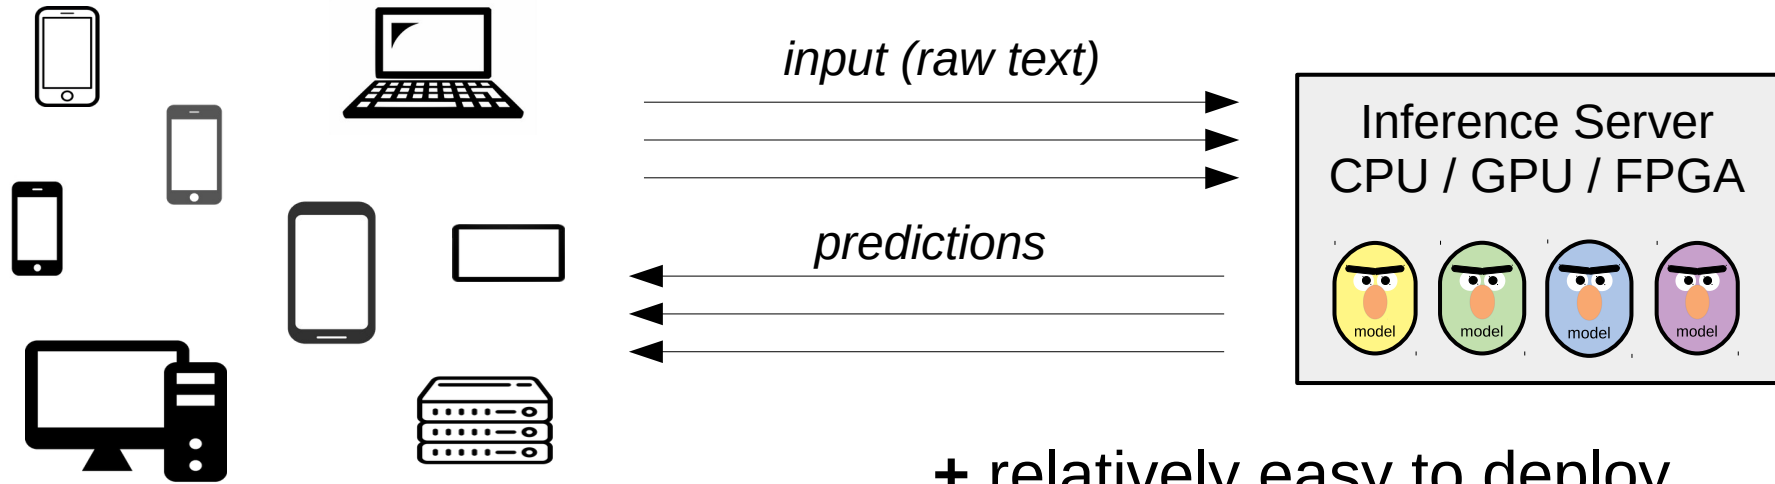 input (raw text)
Inference Server
CPU / GPU / FPGA
predictions
model model model model
+ relatively easy to deploy